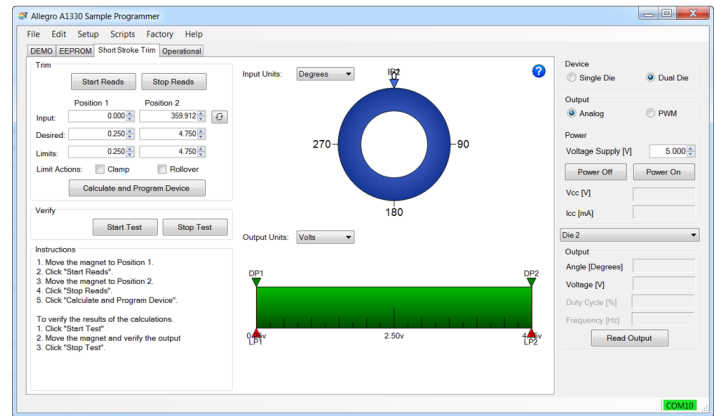 Allegro A1330 Sample Programmer
File Edit Setup Scripts Factory Help
DEMO EEPROM Short Stroke Trim Operational
Trim
Start Reads Stop Reads
Position 1 Position 2
Input: 0.000 359.912
Desired: 0.250 4.750
Limits: 0.250 4.750
Limit Actions: Clamp Rollover
Calculate and Program Device
Verify
Start Test Stop Test
Instructions
1. Move the magnet to Position 1.
2. Click "Start Reads".
3. Move the magnet to Position 2.
4. Click "Stop Reads".
5. Click "Calculate and Program Device".
To verify the results of the calculations.
1. Click "Start Test"
2. Move the magnet and verify the output
3. Click "Stop Test".
Input Units: Degrees
?
270 90
180
Output Units: Volts
DP1 DP2
2.50v
LP1 LP2
Device
Single Die Dual Die
Output
Analog PWM
Power
Voltage Supply [V] 5.000
Power Off Power On
Vcc [V]
Icc [mA]
Die 2
Output
Angle [Degrees]
Voltage [V]
Duty Cycle [%]
Frequency [Hz]
Read Output
COM10